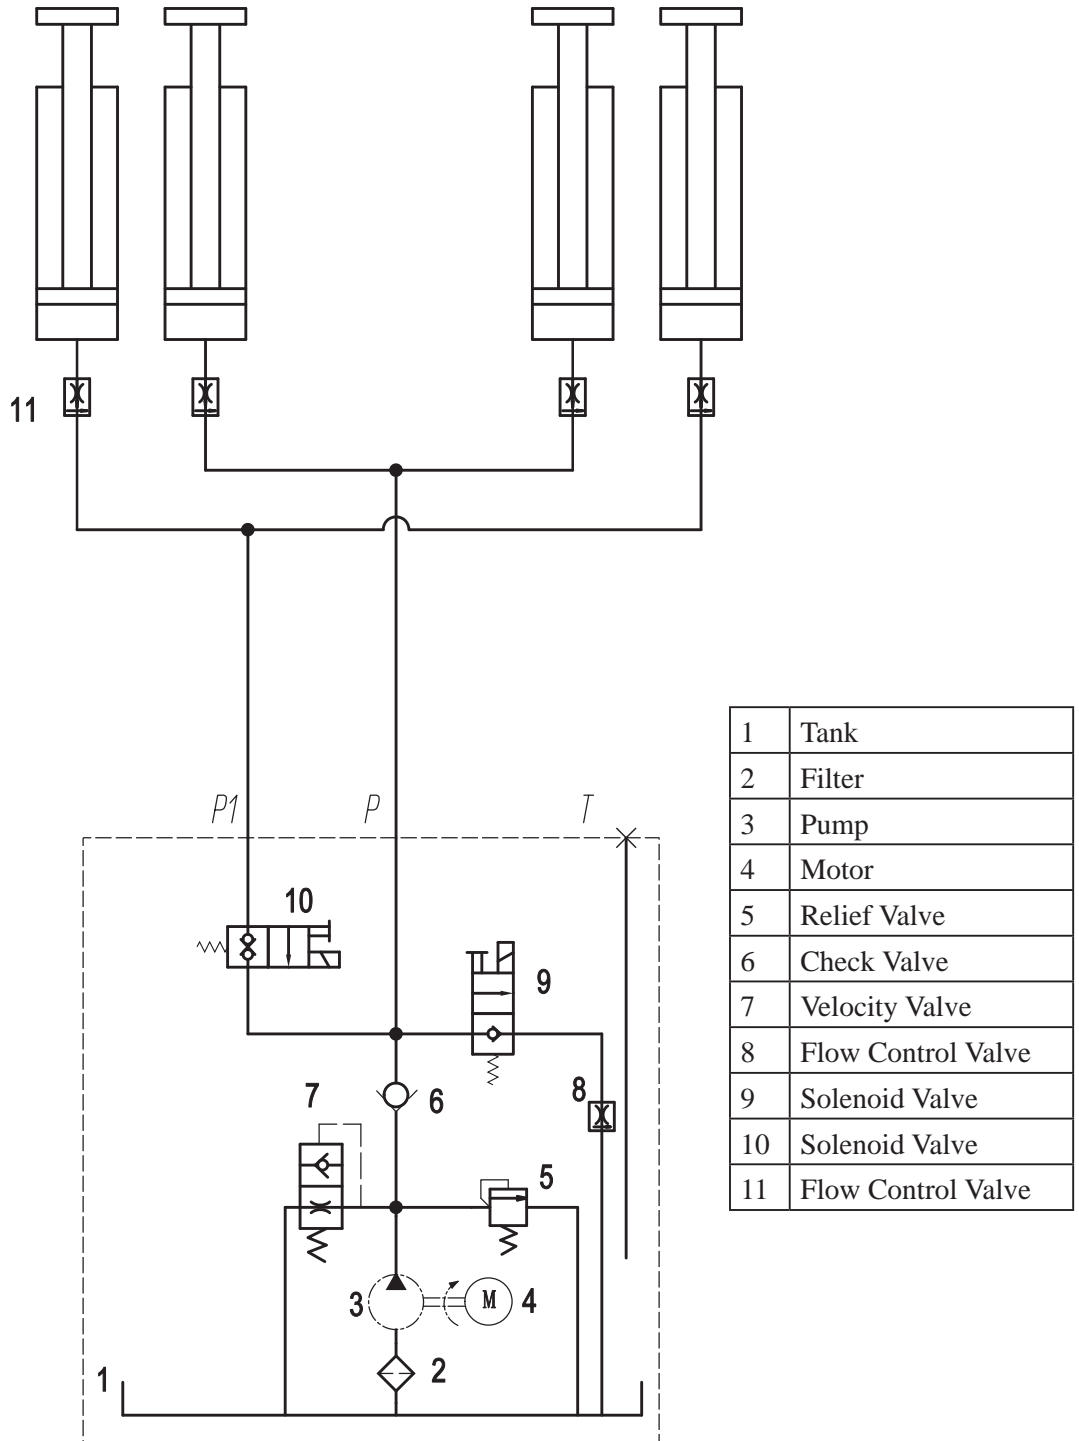 11
P1 P T
10
9
8
7
6
5
3 M 4
2
1
1 Tank
2 Filter
3 Pump
4 Motor
5 Relief Valve
6 Check Valve
7 Velocity Valve
8 Flow Control Valve
9 Solenoid Valve
10 Solenoid Valve
11 Flow Control Valve